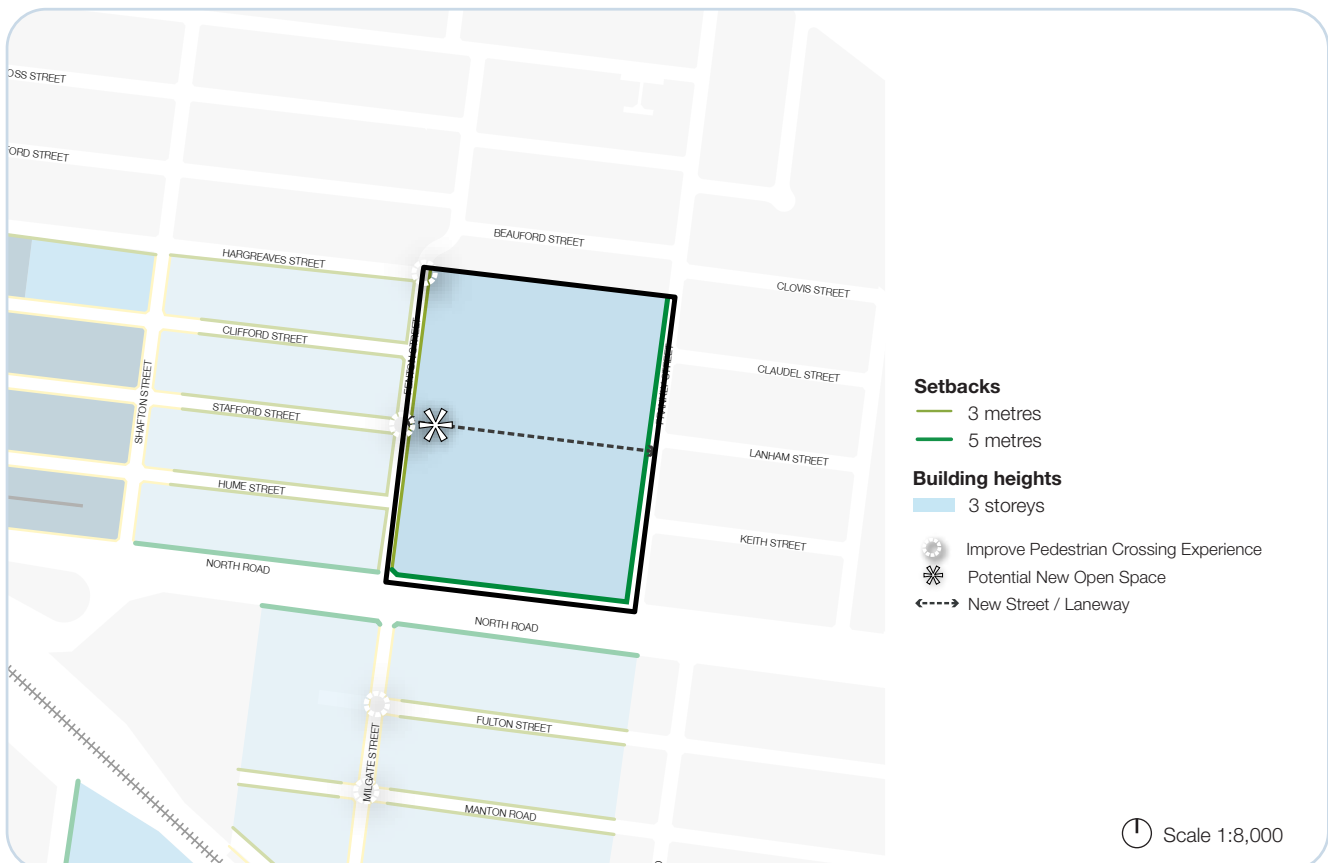 OSS STREET
FORD STREET
BEAUFORD STREET
HARGREAVES STREET
CLOVIS STREET
CLIFFORD STREET
CLAUDEL STREET
SHAFTON STREET
STAFFORD STREET
LANHAM STREET
HUME STREET
KEITH STREET
NORTH ROAD
NORTH ROAD
FULTON STREET
MILGATE STREET
MANTON ROAD
Setbacks
3 metres
5 metres
Building heights
3 storeys
Improve Pedestrian Crossing Experience
Potential New Open Space
New Street / Laneway
Scale 1:8,000